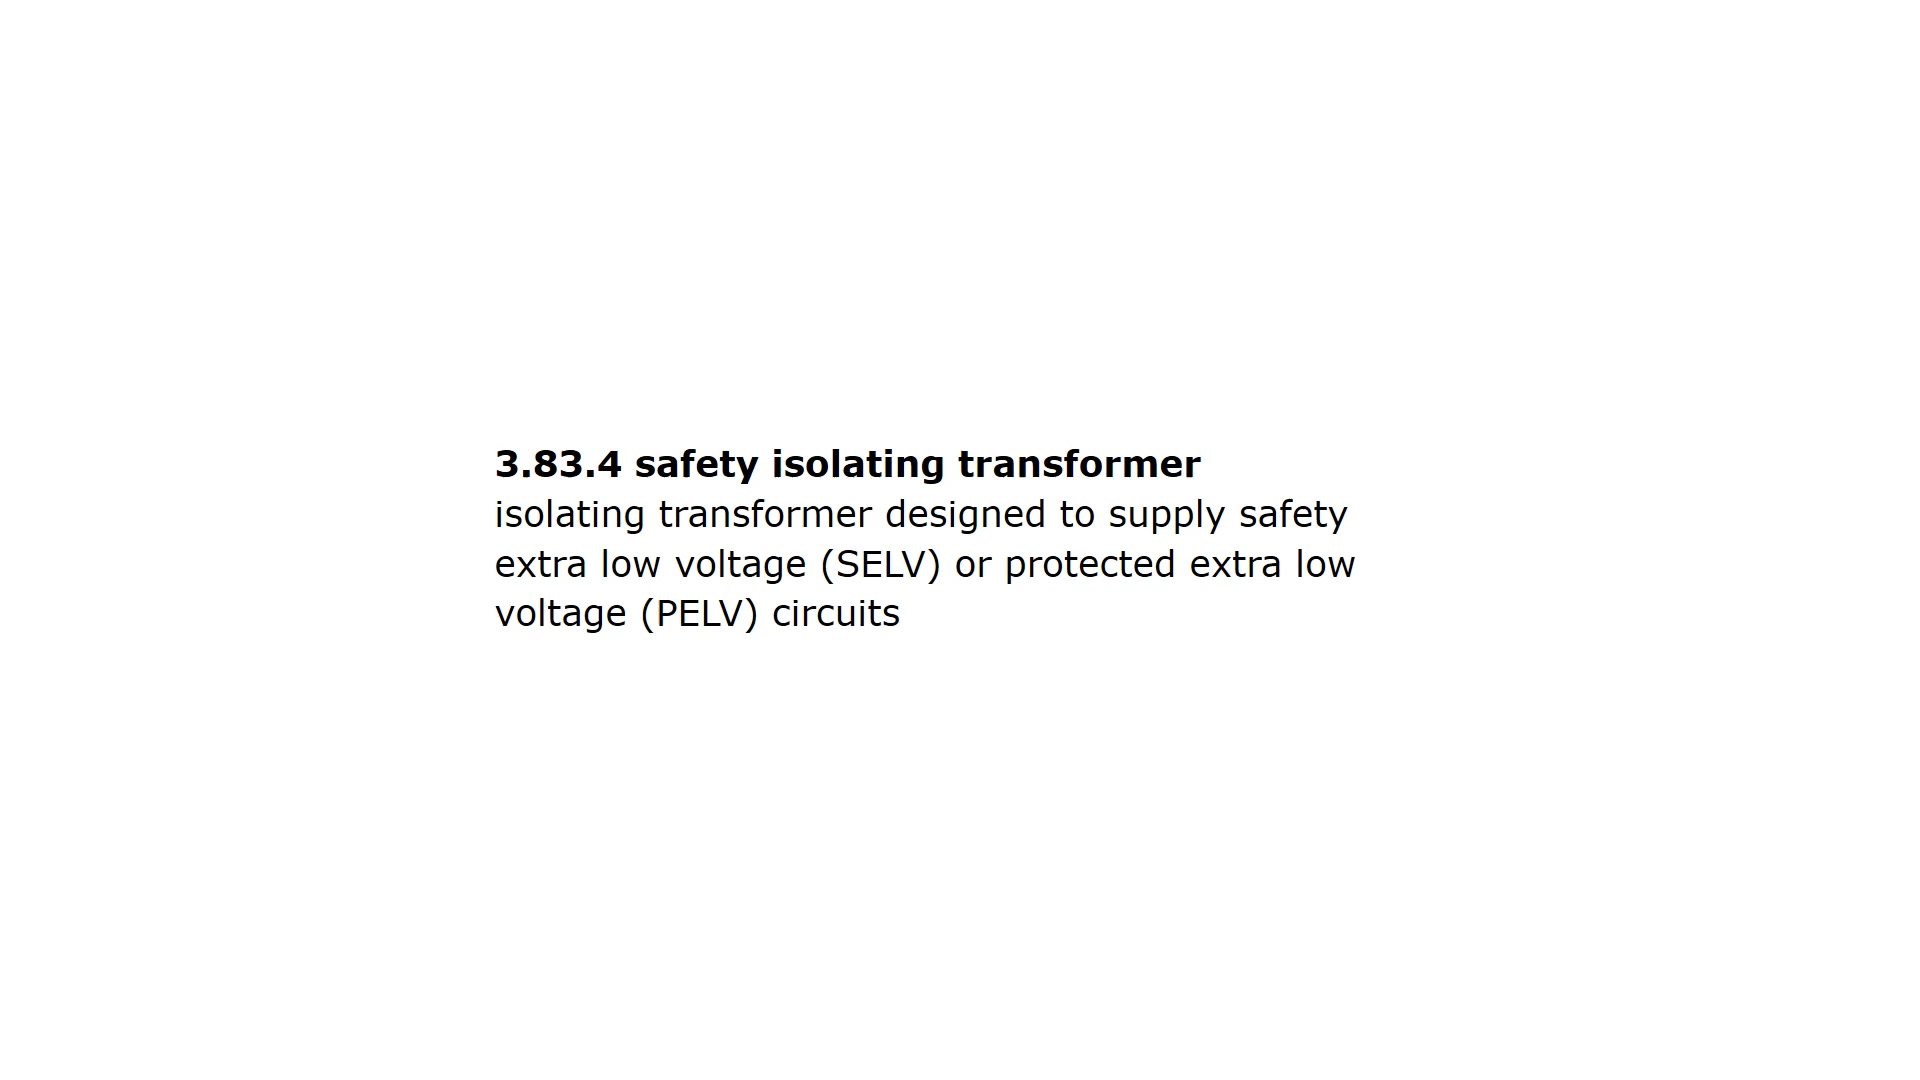 3.83.4 safety isolating transformer
isolating transformer designed to supply safety
extra low voltage (SELV) or protected extra low
voltage (PELV) circuits